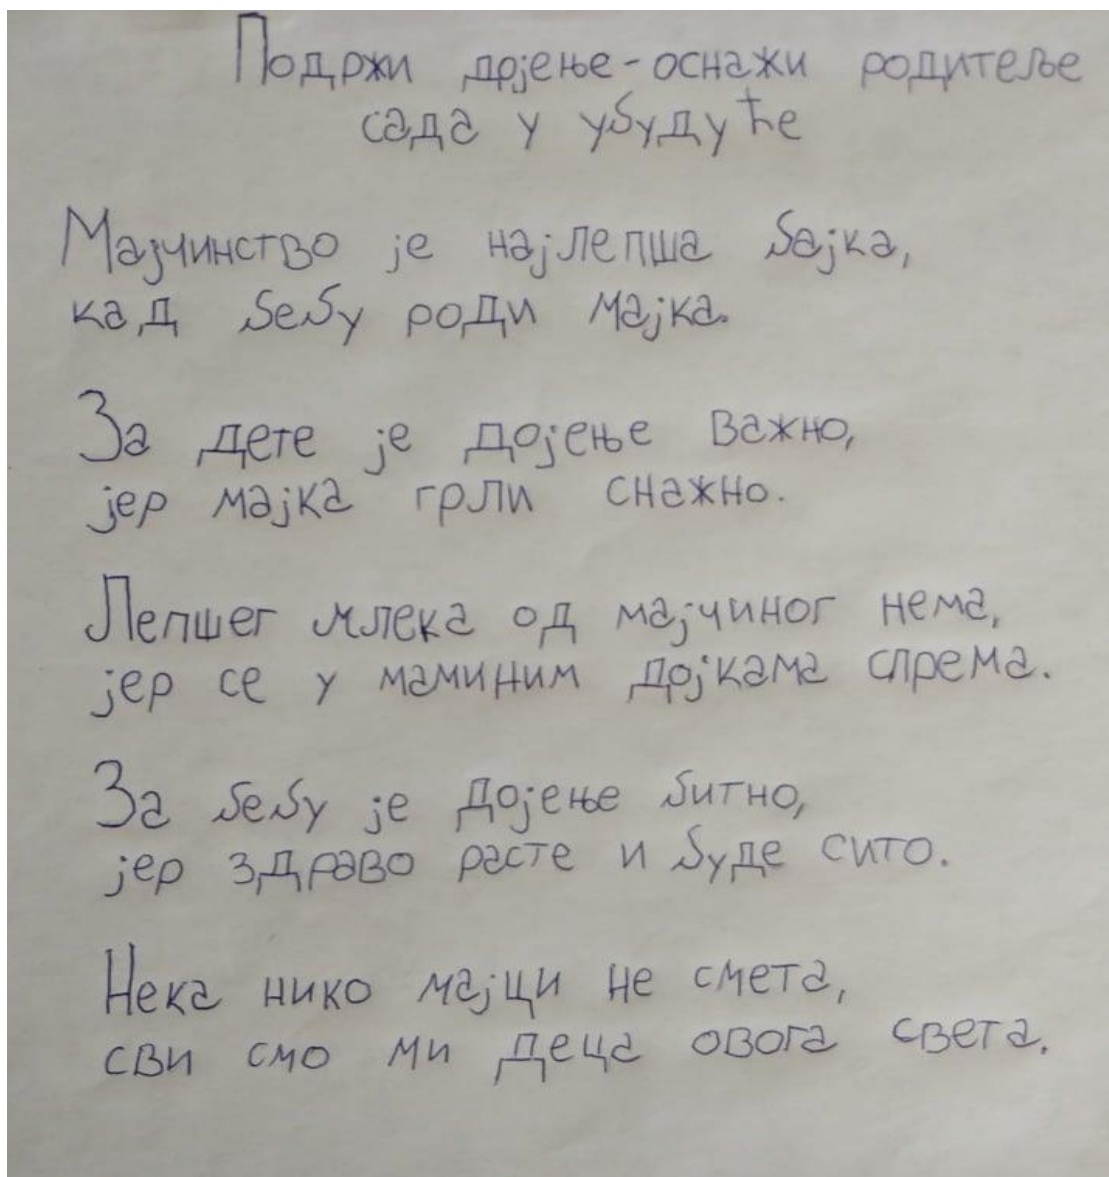 Подржи дојење-оснажи родитеље
сада у убудуће
Мајчинство је најлепша бајка,
кад бебу роди мајка.
За дете је дојење важно,
јер мајка грли снажно.
Лепшег млека од мајчиног нема,
јер се у маминим дојкама спрема.
За бебу је дојење битно,
јер здраво расте и буде сито.
Нека нико мајци не смета,
сви смо ми деца овога света.